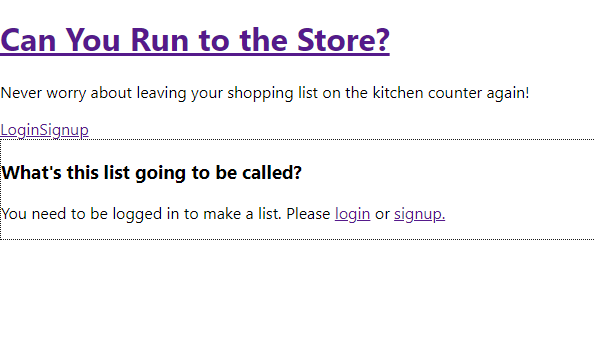 Can You Run to the Store?
Never worry about leaving your shopping list on the kitchen counter again!
LoginSignup
What's this list going to be called?
You need to be logged in to make a list. Please login or signup.